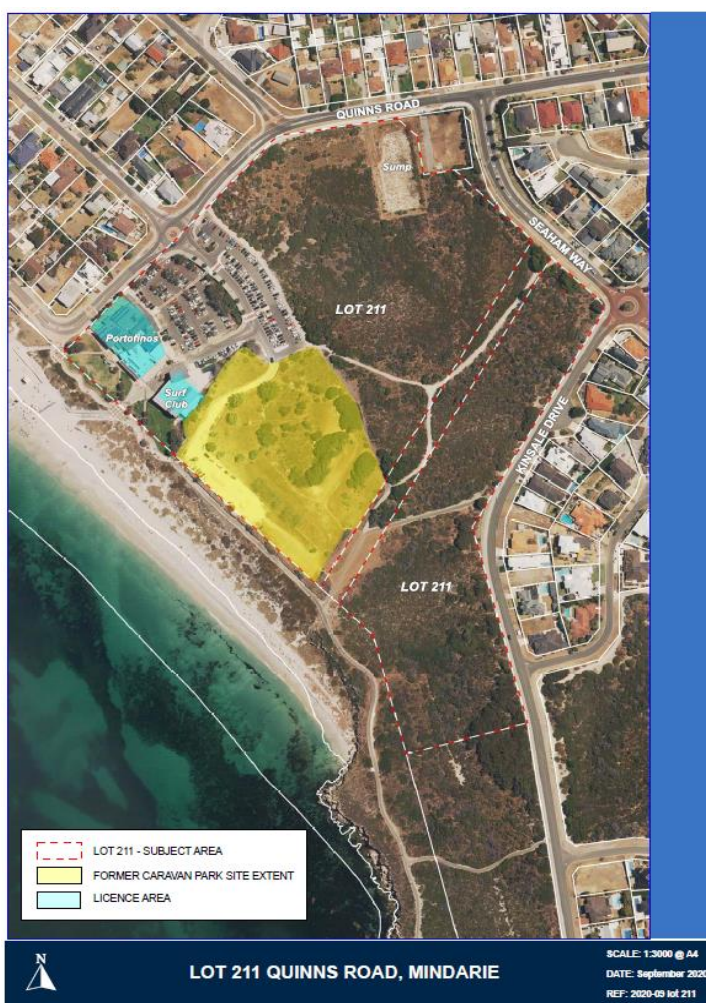 QUINNS ROAD
Sump
SEAHAM WAY
LOT 211
Portofinos
Surf
Club
KINSALE DRIVE
LOT 211
LOT 211 - SUBJECT AREA
FORMER CARAVAN PARK SITE EXTENT
LICENCE AREA
N
LOT 211 QUINNS ROAD, MINDARIE
SCALE: 1:3000 @ A4
DATE: September 2020
REF: 2020-09 lot 211